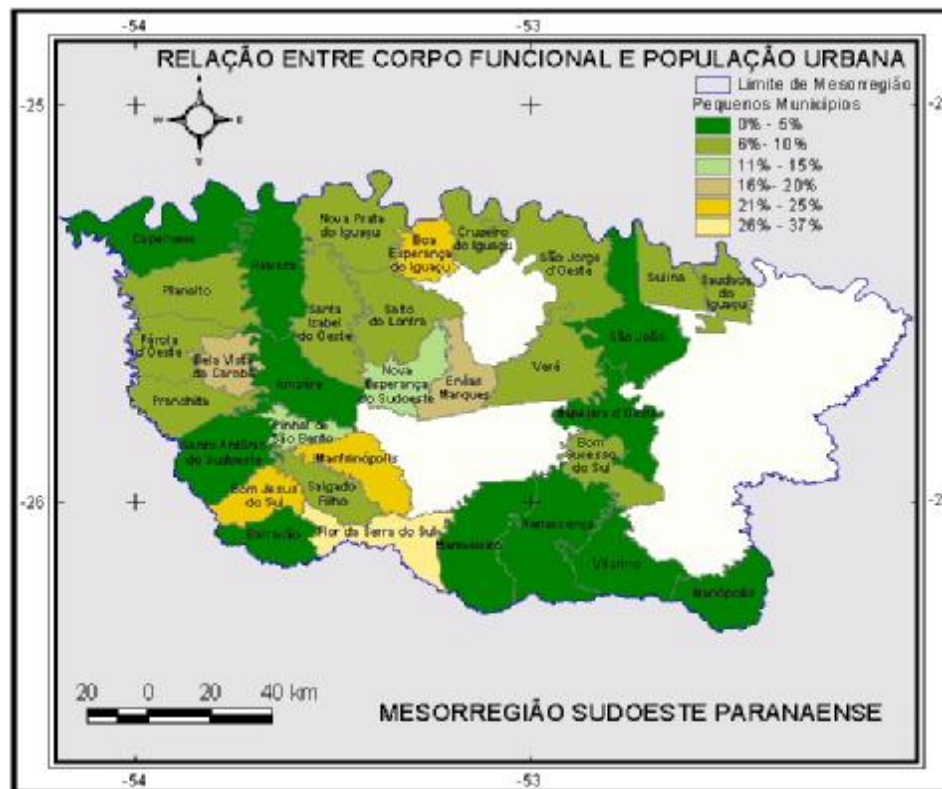 -54
-53
RELAÇÃO ENTRE CORPO FUNCIONAL E POPULAÇÃO URBANA
-25
Limite de Mesorregião
Pequenos Municípios
0% - 5%
6%- 10%
11% - 15%
16%- 20%
21% - 25%
26% - 37%
Capanema
Realeza
Nova Prata
do Iguaçu
Boa
Esperança
do Iguaçu
Cruzeiro
do Iguaçu
São Jorge
d'Oeste
Sulina
Saudade
do
Iguaçu
Planalto
Santa
Izabel
do Oeste
Salto
do Lontra
São João
Pérola
d'Oeste
Bela Vista
da Caroba
Ampére
Nova
Esperança
do Sudoeste
Enéas
Marques
Verê
Pranchita
Pinhal de
São Bento
Santo Antônio
do Sudoeste
Manfrinópolis
Bom
Sucesso
do Sul
Bom Jesus
do Sul
Salgado
Filho
-26
Barracão
Flor da Serra do Sul
Marmeleiro
Renascença
Vitorino
20 0 20 40 km
MESORREGIÃO SUDOESTE PARANAENSE
-54
-53